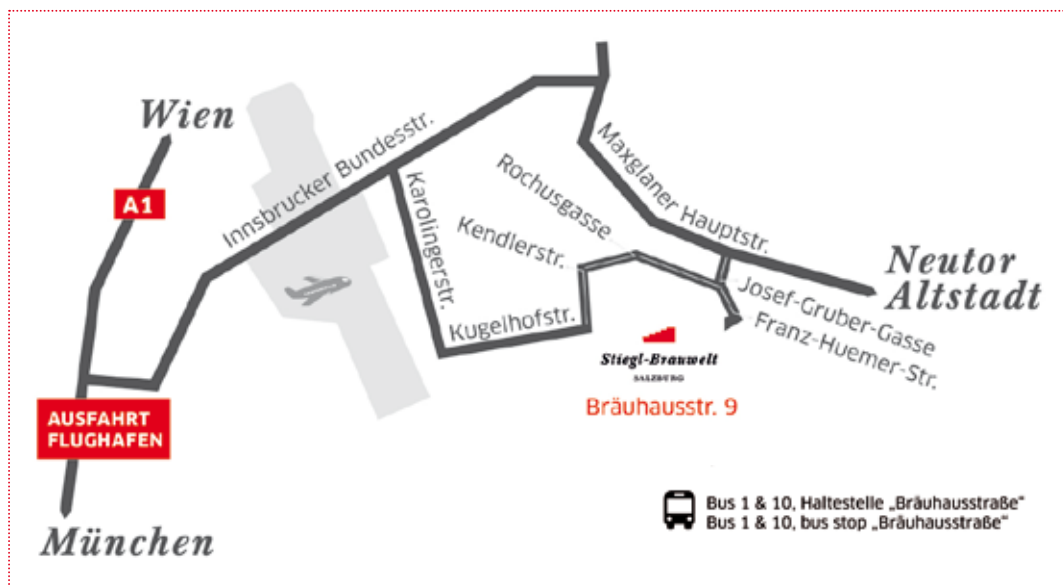 Wien
A1
Innsbrucker Bundesstr.
Karolingerstr.
Kugelhofstr.
Kendlerstr.
Rochusgasse
Maxglaner Hauptstr.
Neutor
Altstadt
Josef-Gruber-Gasse
Franz-Huemer-Str.
Stiegl-Brauwelt
SALZBURG
Bräuhausstr. 9
AUSFAHRT
FLUGHAFEN
München
Bus 1 & 10, Haltestelle „Bräuhausstraße“
Bus 1 & 10, bus stop „Bräuhausstraße“